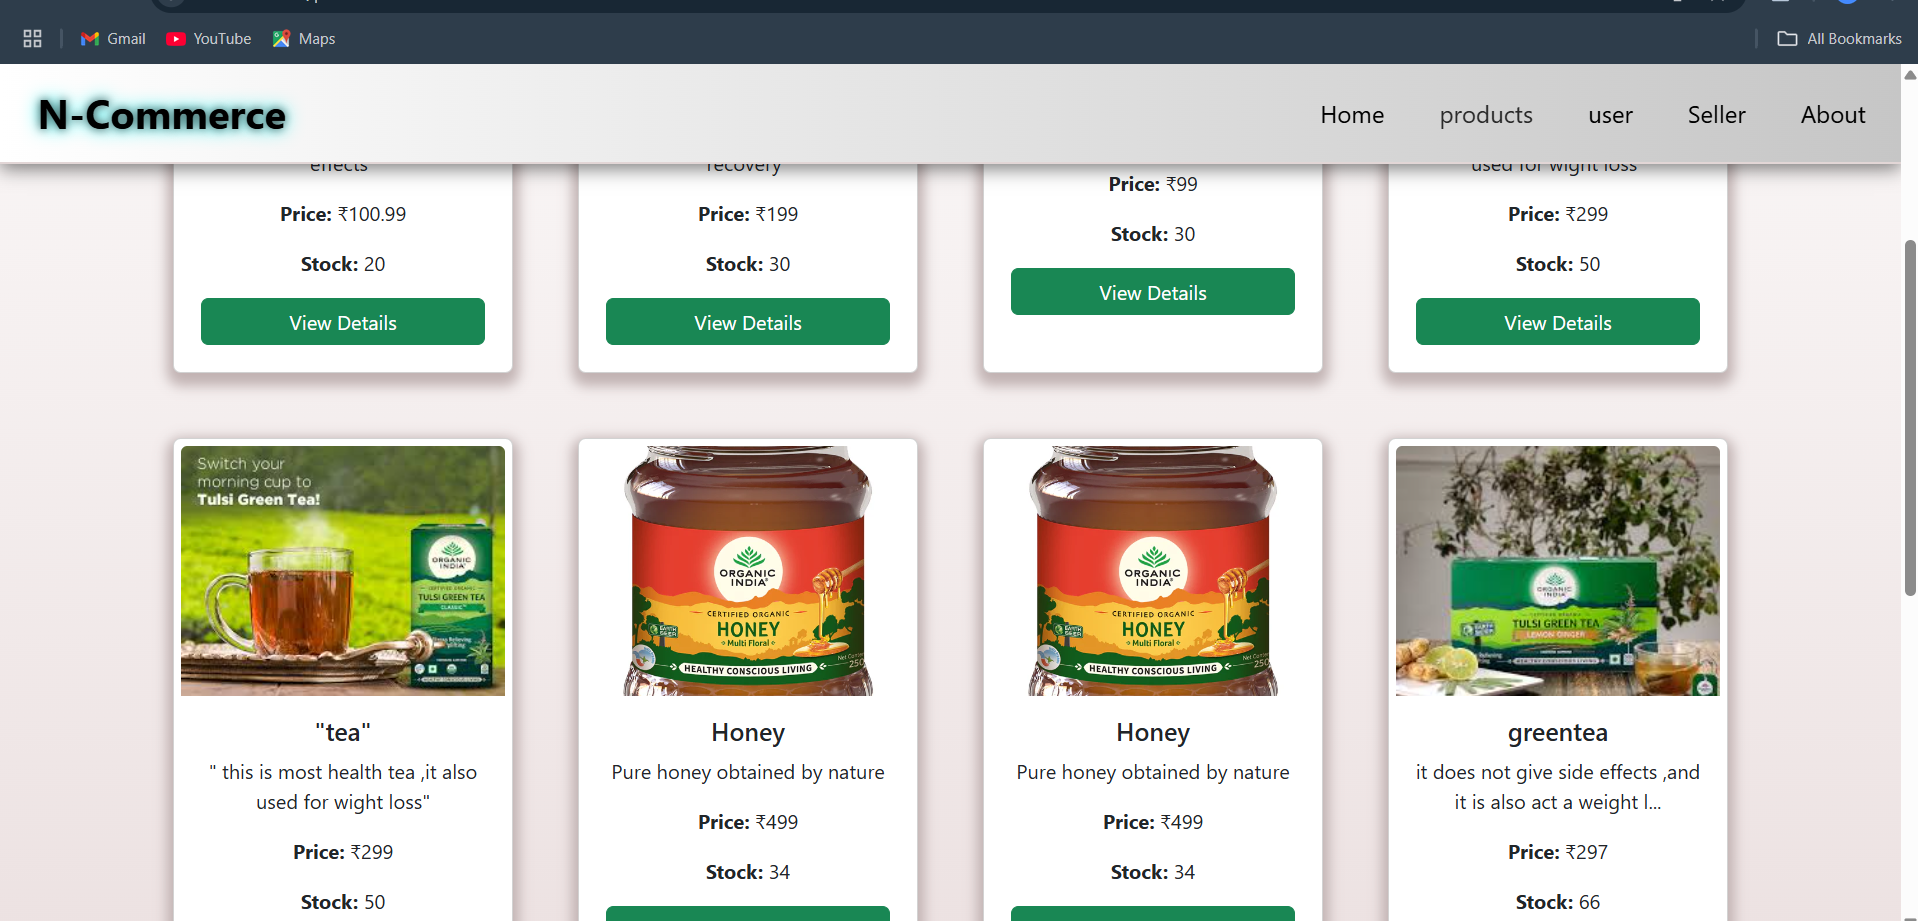 Gmail
YouTube
Maps
All Bookmarks
N-Commerce
Home
products
user
Seller
About
effects
recovery
used for wight loss
Price: ₹100.99
Price: ₹199
Price: ₹99
Price: ₹299
Stock: 20
Stock: 30
Stock: 30
Stock: 50
View Details
View Details
View Details
View Details
Switch your
morning cup to
Tulsi Green Tea!
ORGANIC
INDIA
TULSI GREEN TEA
CLASSIC
"tea"
" this is most health tea ,it also
used for wight loss"
Price: ₹299
Stock: 50
ORGANIC
INDIA
CERTIFIED ORGANIC
HONEY
Multi Floral
HEALTHY CONSCIOUS LIVING
Honey
Pure honey obtained by nature
Price: ₹499
Stock: 34
ORGANIC
INDIA
CERTIFIED ORGANIC
HONEY
Multi Floral
HEALTHY CONSCIOUS LIVING
Honey
Pure honey obtained by nature
Price: ₹499
Stock: 34
ORGANIC
INDIA
TULSI GREEN TEA
LEMON GINGER
greentea
it does not give side effects ,and
it is also act a weight l...
Price: ₹297
Stock: 66